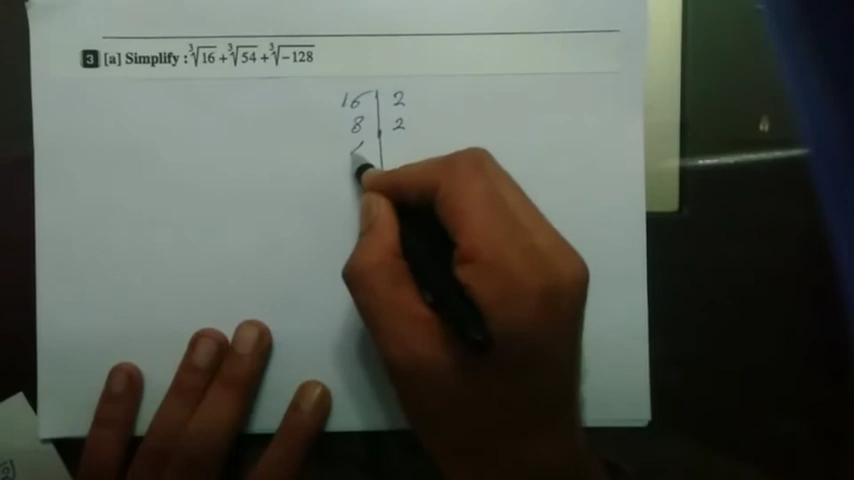 3 [a] Simplify : ∛16 + ∛54 + ∛-128
16 | 2
8 | 2